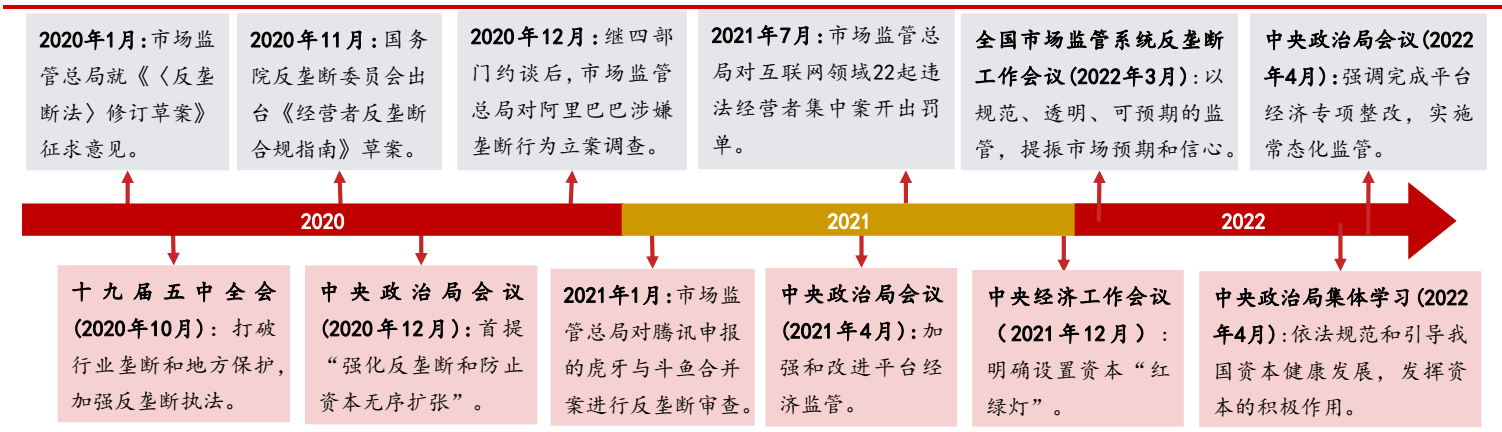 2020年1月:市场监
管总局就《〈反垄
断法〉修订草案》
征求意见。
2020年11月:国务
院反垄断委员会出
台《经营者反垄断
合规指南》草案。
2020年12月:继四部
门约谈后,市场监管
总局对阿里巴巴涉嫌
垄断行为立案调查。
2021年7月:市场监管总
局对互联网领域22起违
法经营者集中案开出罚
单。
全国市场监管系统反垄断
工作会议(2022年3月):以
规范、透明、可预期的监
管,提振市场预期和信心。
中央政治局会议(2022
年4月):强调完成平台
经济专项整改,实施
常态化监管。
2020
2021
2022
十九届五中全会
(2020年10月):打破
行业垄断和地方保护,
加强反垄断执法。
中央政治局会议
(2020年12月):首提
“强化反垄断和防止
资本无序扩张”。
2021年1月:市场监
管总局对腾讯申报
的虎牙与斗鱼合并
案进行反垄断审查。
中央政治局会议
(2021年4月):加
强和改进平台经
济监管。
中央经济工作会议
(2021年12月):
明确设置资本“红
绿灯”。
中央政治局集体学习(2022
年4月):依法规范和引导我
国资本健康发展,发挥资
本的积极作用。